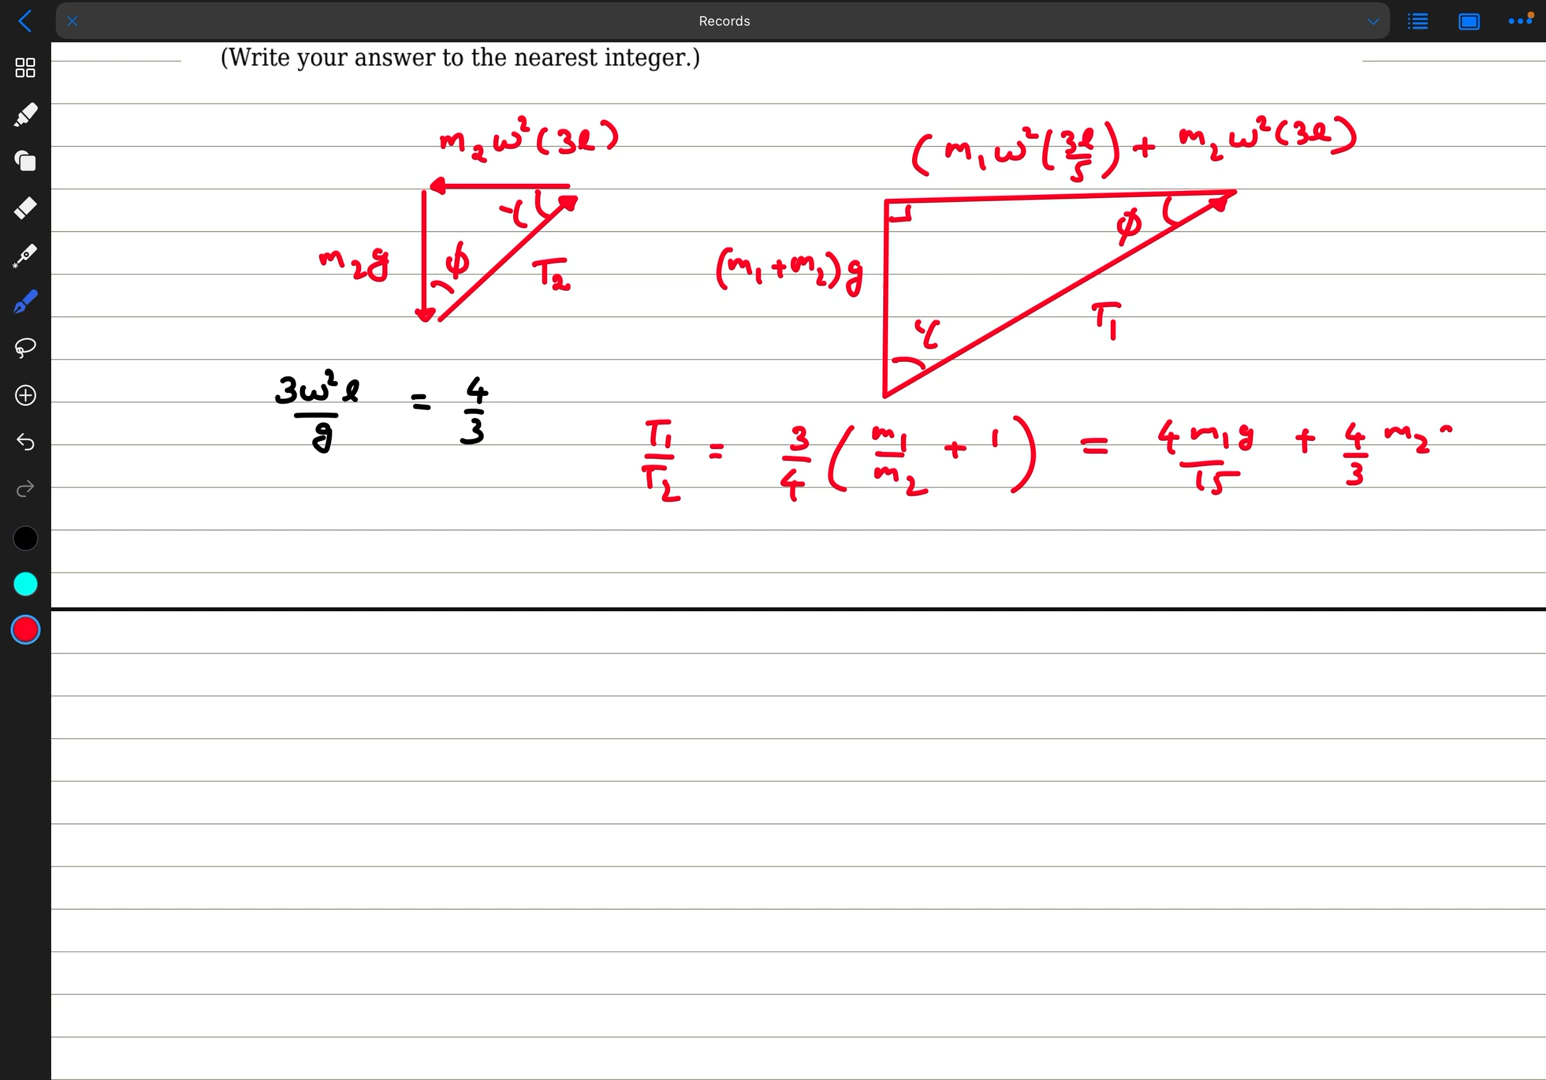 Records
(Write your answer to the nearest integer.)
m₂ω²(3l)
(m₁ω²(3l/5) + m₂ω²(3l)
m₂g
ϕ
T₂
(m₁+m₂)g
ϕ
T₁
3ω²l/g = 4/3
T₁/T₂ = 3/4 (m₁/m₂ + 1) = 4m₁g/15 + 4/3 m₂